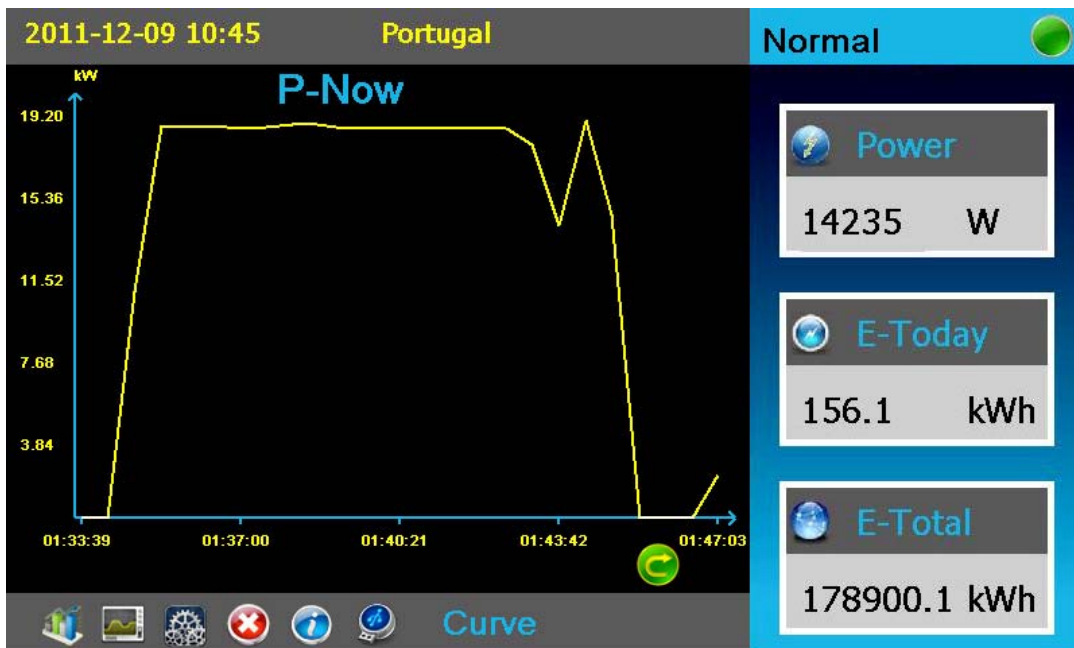 2011-12-09 10:45 Portugal
Normal
kW
P-Now
19.20
15.36
11.52
7.68
3.84
01:33:39 01:37:00 01:40:21 01:43:42 01:47:03
Curve
Power
14235 W
E-Today
156.1 kWh
E-Total
178900.1 kWh